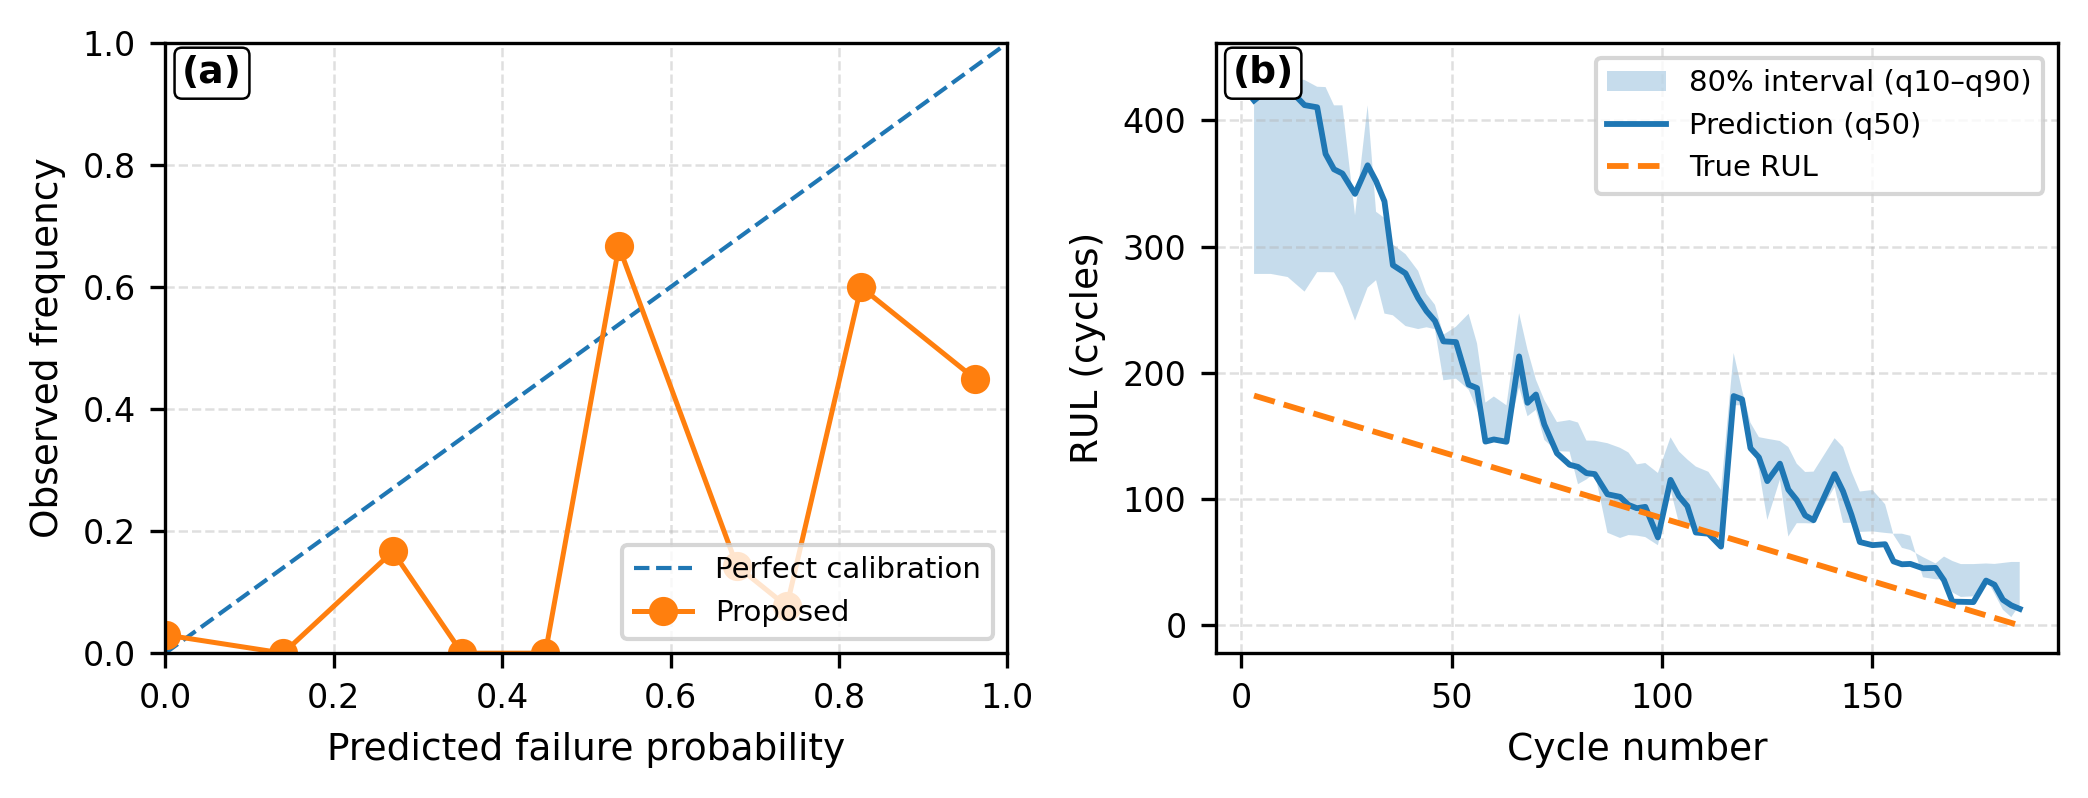 (a)
1.0
0.8
0.6
0.4
0.2
0.0
0.0 0.2 0.4 0.6 0.8 1.0
Observed frequency
Predicted failure probability
Perfect calibration
Proposed
(b)
400
300
200
100
0
0 50 100 150
RUL (cycles)
Cycle number
80% interval (q10–q90)
Prediction (q50)
True RUL